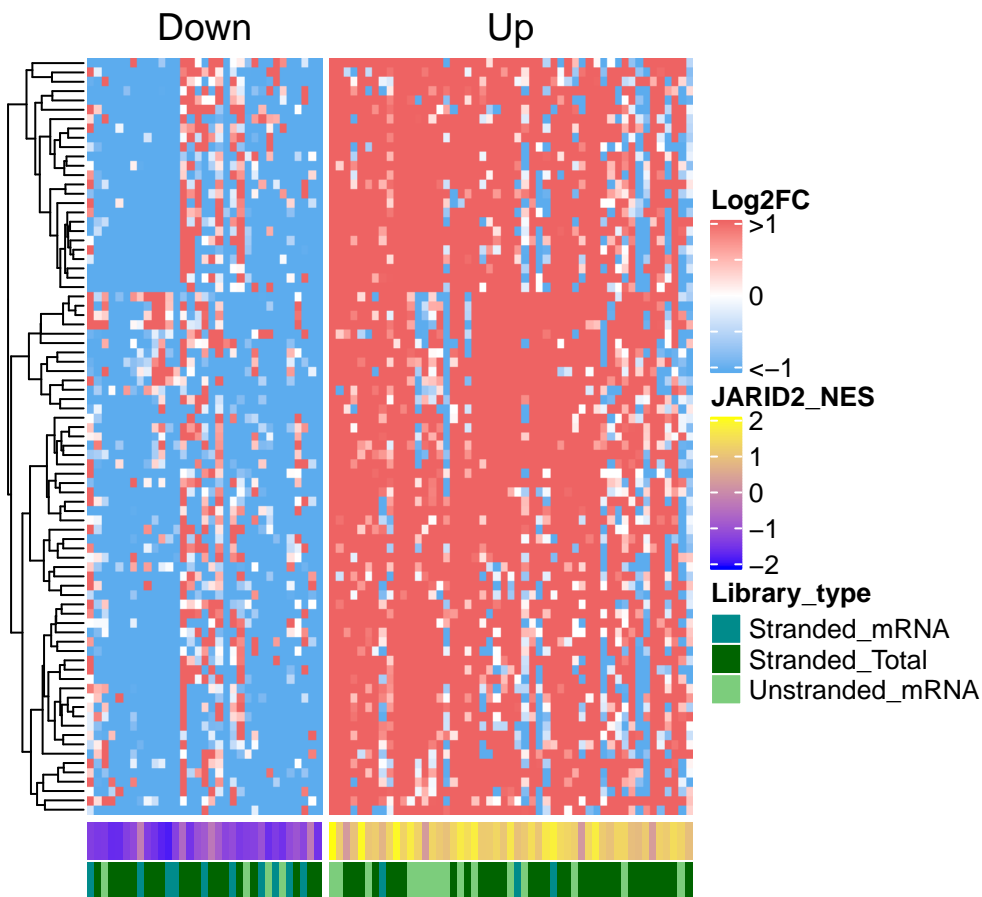 Down Up
Log2FC
>1
0
<−1
JARID2_NES
2
1
0
−1
−2
Library_type
Stranded_mRNA
Stranded_Total
Unstranded_mRNA